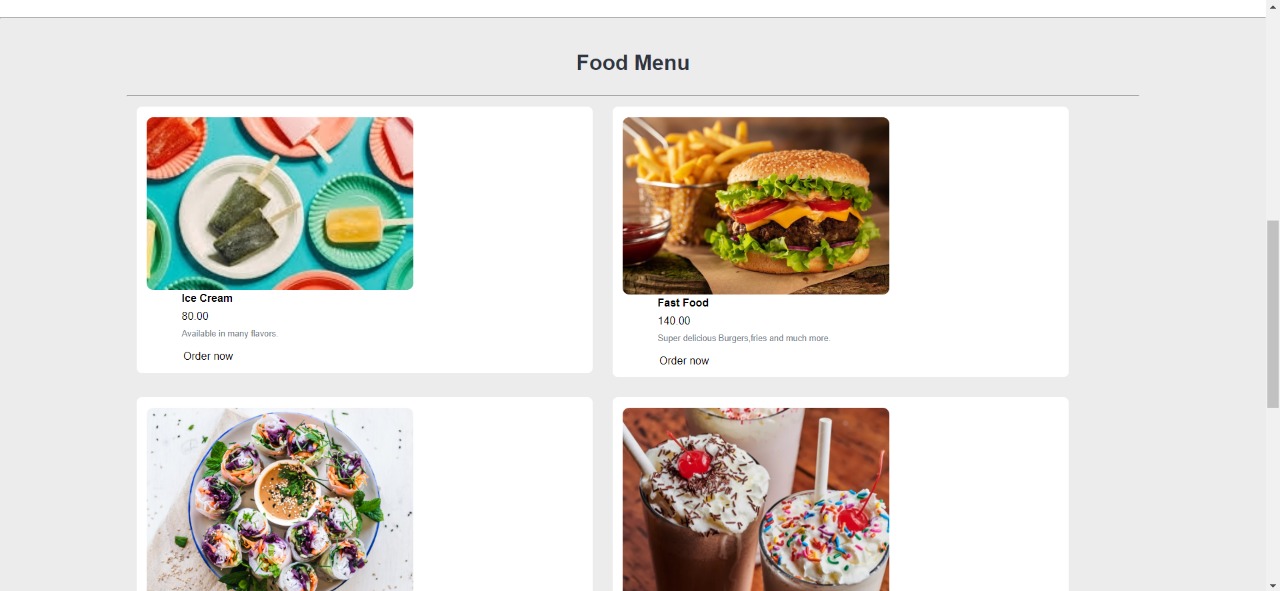 Food Menu
Ice Cream
80.00
Available in many flavors.
Order now
Fast Food
140.00
Super delicious Burgers,fries and much more.
Order now